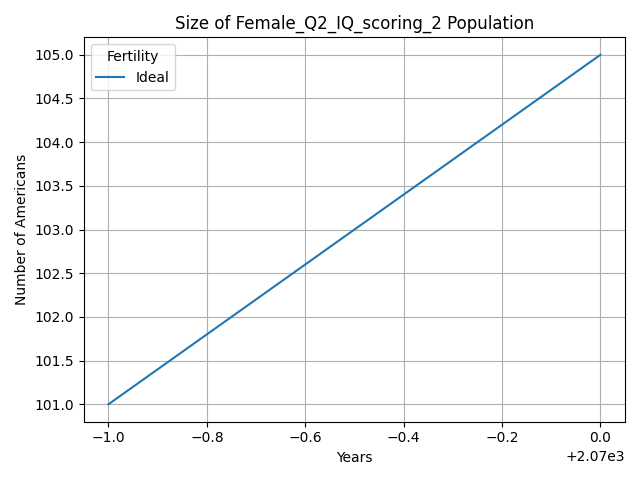 Size of Female_Q2_IQ_scoring_2 Population
Fertility
Ideal
105.0
104.5
104.0
103.5
103.0
102.5
102.0
101.5
101.0
Number of Americans
−1.0 −0.8 −0.6 −0.4 −0.2 0.0
+2.07e3
Years